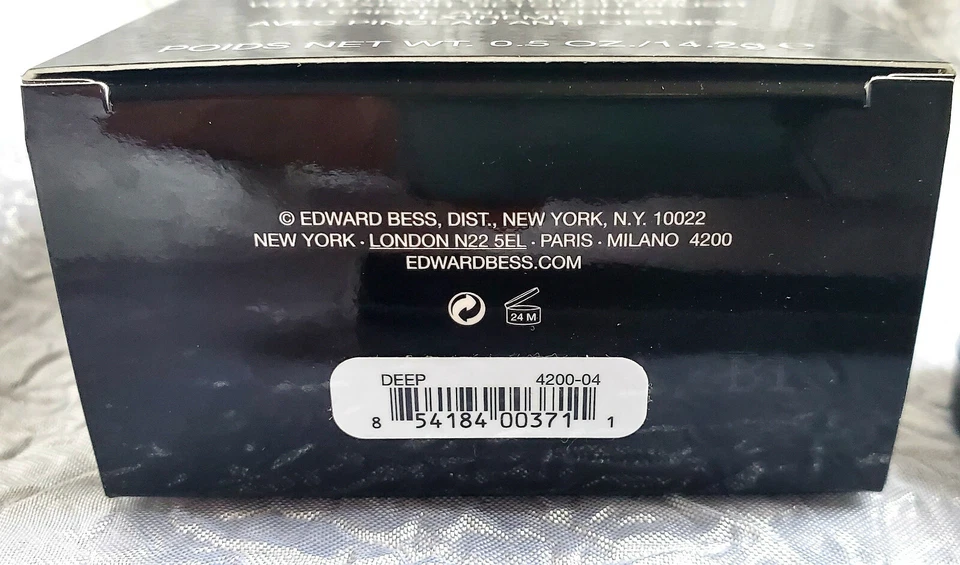 POIDS NET WT. 0.5 OZ./14.2g e
© EDWARD BESS, DIST., NEW YORK, N.Y. 10022
NEW YORK · LONDON N22 5EL · PARIS · MILANO 4200
EDWARDBESS.COM
24 M
DEEP 4200-04
8 54184 00371 1